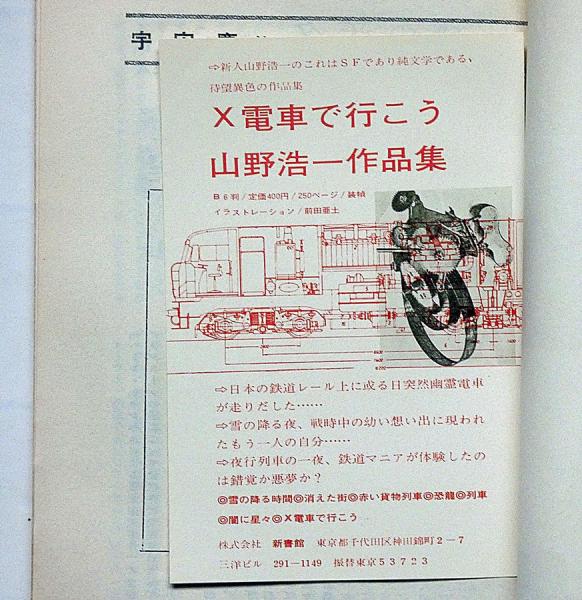 ⇨新人山野浩一のこれはSFであり純文学である、
待望異色の作品集
X電車で行こう
山野浩一作品集
B6判/定価400円/250ページ/装幀
イラストレーション/前田亜土
⇨日本の鉄道レール上に或る日突然幽霊電車
が走りだした……
⇨雪の降る夜、戦時中の幼い想い出に現われ
たもう一人の自分……
⇨夜行列車の一夜、鉄道マニアが体験したの
は錯覚か悪夢か?
◎雪の降る時間◎消えた街◎赤い貨物列車◎恐龍◎列車
◎闇に星々◎X電車で行こう
株式会社 新書館 東京都千代田区神田錦町2-7
三洋ビル 291-1149 振替東京53723